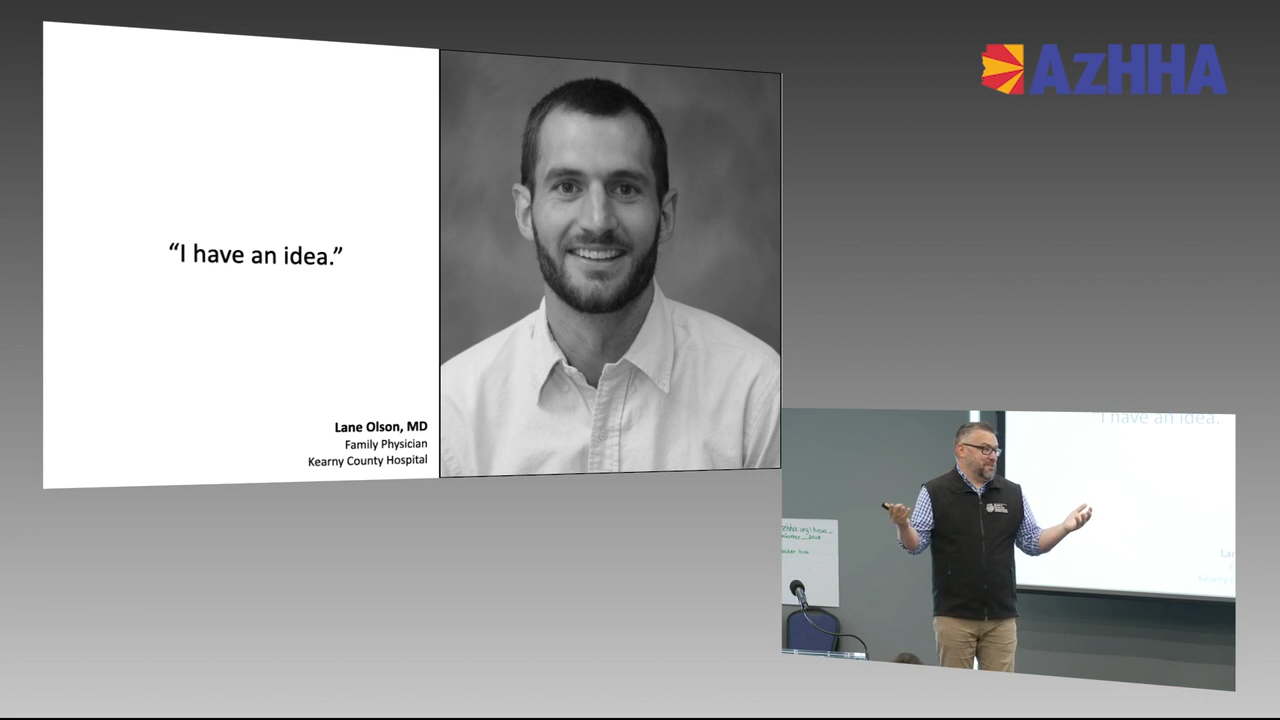 “I have an idea.”
Lane Olson, MD
Family Physician
Kearny County Hospital
AzHHA
I have an idea.